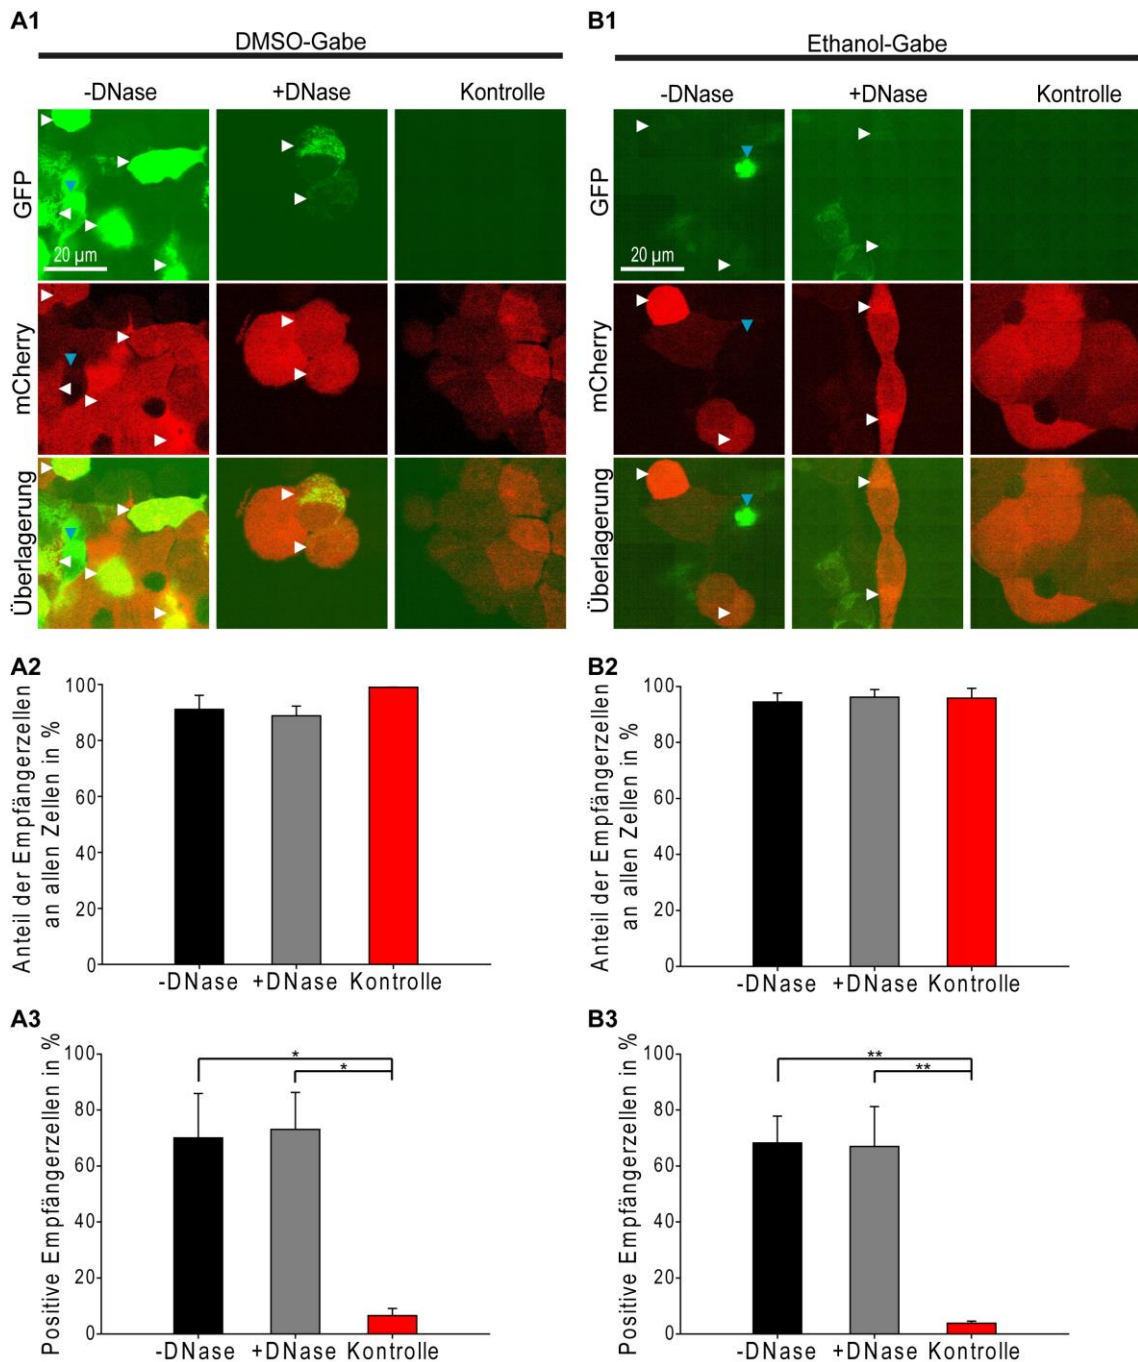 A1
DMSO-Gabe
-DNase +DNase Kontrolle
GFP
20 µm
mCherry
Überlagerung
B1
Ethanol-Gabe
-DNase +DNase Kontrolle
GFP
20 µm
mCherry
Überlagerung
A2
Anteil der Empfängerzellen
an allen Zellen in %
100
80
60
40
20
0
-DNase +DNase Kontrolle
B2
Anteil der Empfängerzellen
an allen Zellen in %
100
80
60
40
20
0
-DNase +DNase Kontrolle
A3
Positive Empfängerzellen in %
100
80
60
40
20
0
*
*
-DNase +DNase Kontrolle
B3
Positive Empfängerzellen in %
100
80
60
40
20
0
**
**
-DNase +DNase Kontrolle